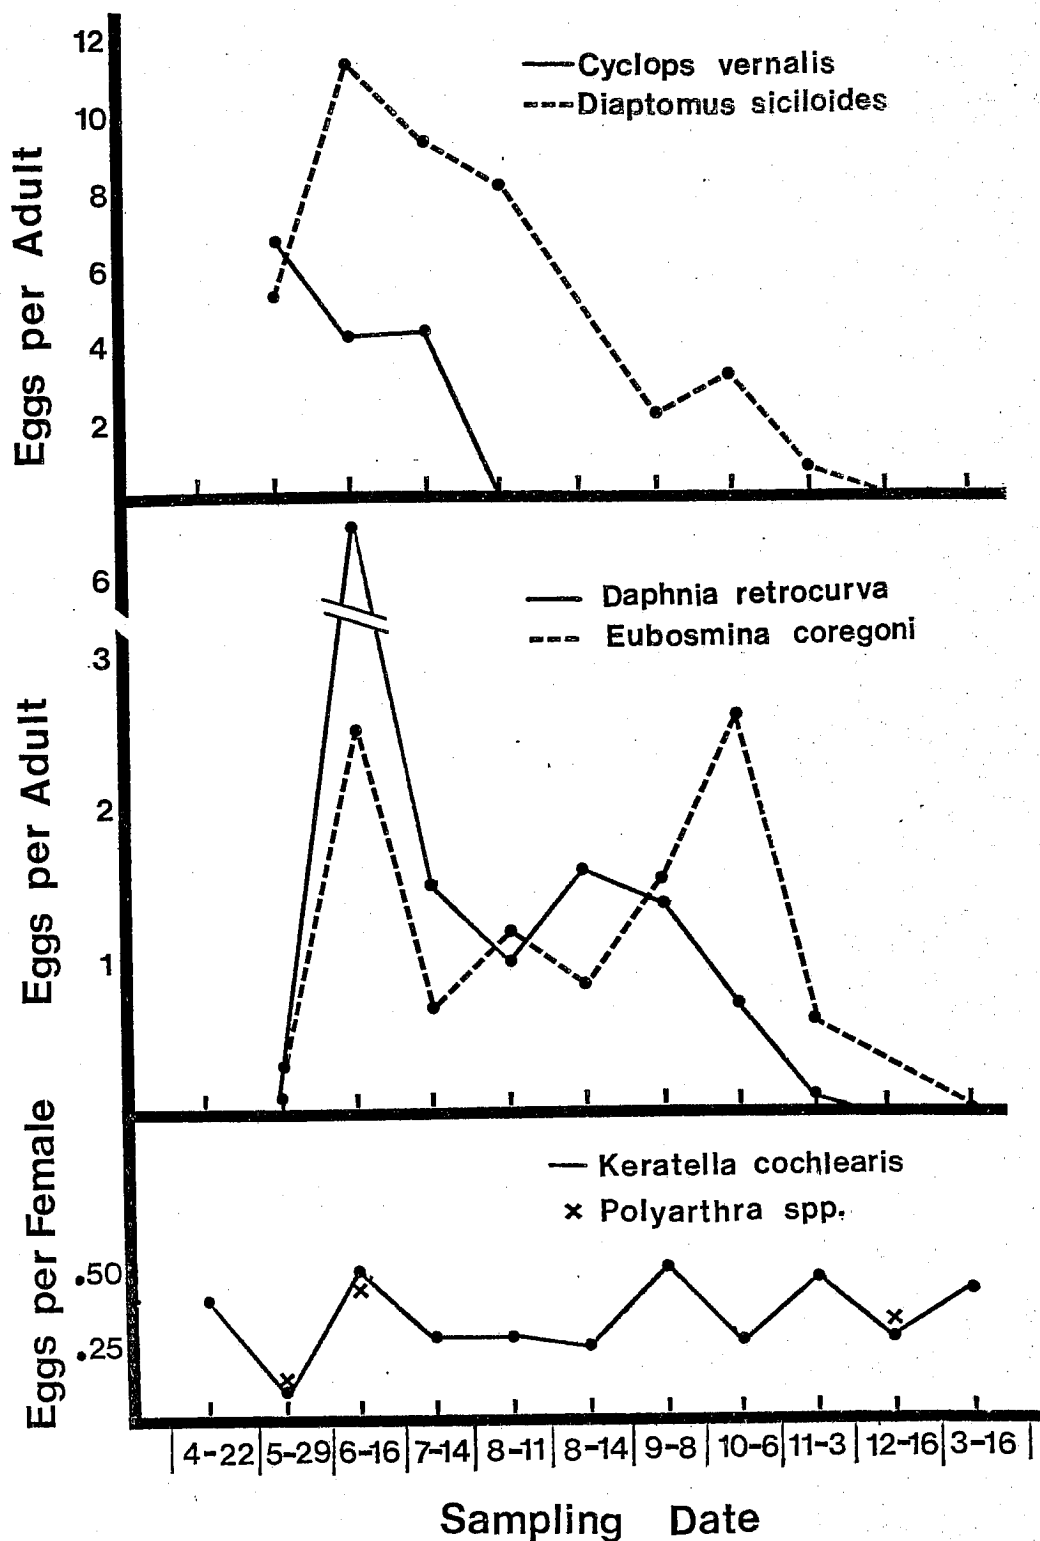 12
10
8
6
4
2
Eggs per Adult
Cyclops vernalis
Diaptomus siciloides
6
3
2
1
Eggs per Adult
Daphnia retrocurva
Eubosmina coregoni
.50
.25
Eggs per Female
Keratella cochlearis
x Polyarthra spp.
4-22 5-29 6-16 7-14 8-11 8-14 9-8 10-6 11-3 12-16 3-16
Sampling Date